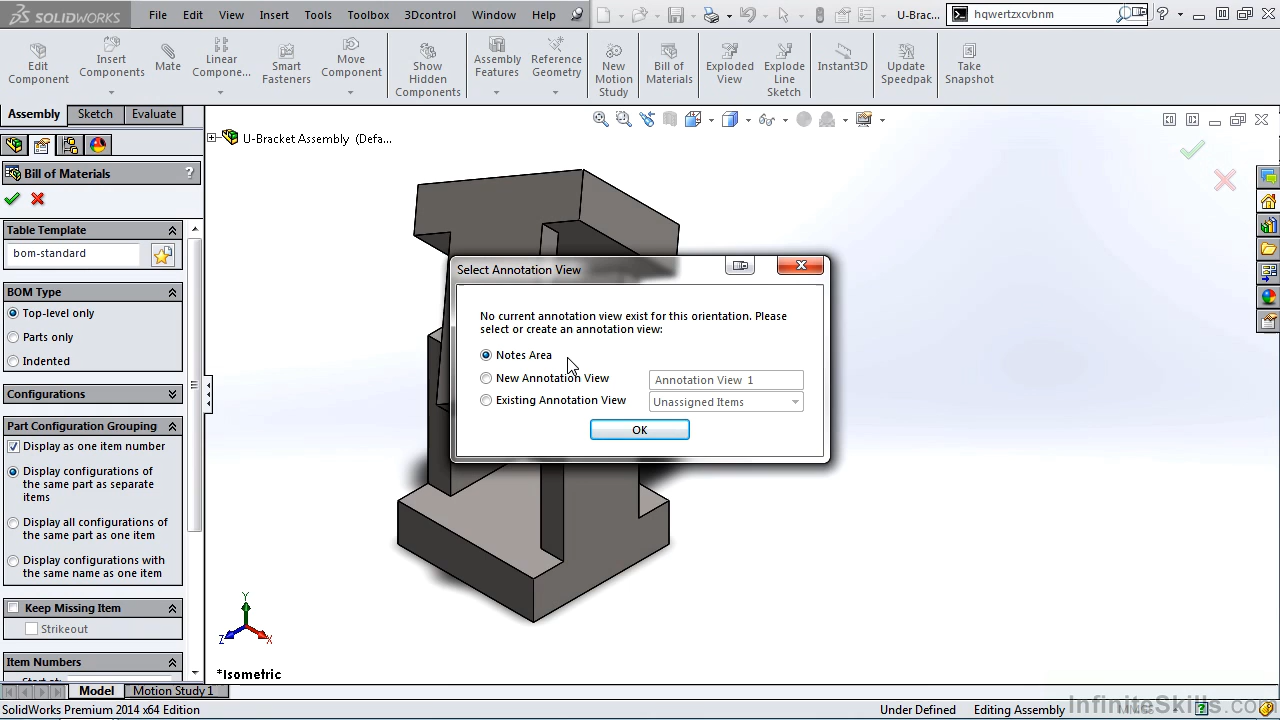 SOLIDWORKS
File Edit View Insert Tools Toolbox 3DControl Window Help
U-Brac...
hqwertzxcvbnm
?
Edit Component
Insert Components
Mate
Linear Compone...
Smart Fasteners
Move Component
Show Hidden Components
Assembly Features
Reference Geometry
New Motion Study
Bill of Materials
Exploded View
Explode Line Sketch
Instant3D
Update Speedpak
Take Snapshot
Assembly Sketch Evaluate
U-Bracket Assembly (Defa...
Bill of Materials ?
Table Template
bom-standard
BOM Type
Top-level only
Parts only
Indented
Configurations
Part Configuration Grouping
Display as one item number
Display configurations of
the same part as separate
items
Display all configurations of
the same part as one item
Display configurations with
the same name as one item
Keep Missing Item
Strikeout
Item Numbers
Start at:
Select Annotation View
No current annotation view exist for this orientation. Please
select or create an annotation view:
Notes Area
New Annotation View Annotation View 1
Existing Annotation View Unassigned Items
OK
Y
Z X
*Isometric
Model Motion Study 1
InfiniteSkills.com
SolidWorks Premium 2014 x64 Edition Under Defined Editing Assembly MMGS ?